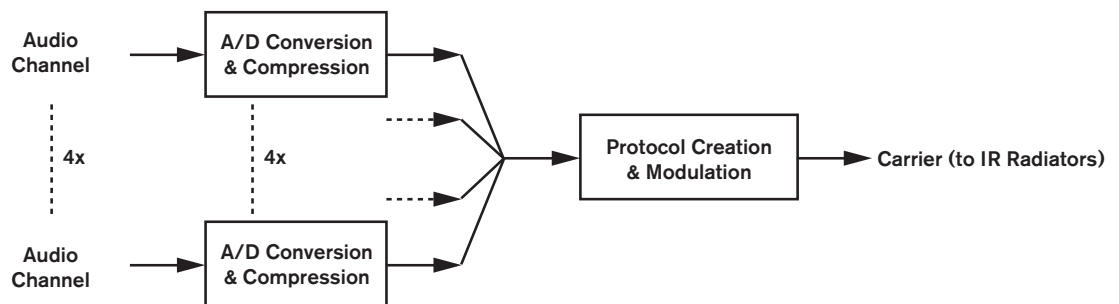 Audio
Channel
A/D Conversion
& Compression
4x
4x
Protocol Creation
& Modulation
Carrier (to IR Radiators)
Audio
Channel
A/D Conversion
& Compression